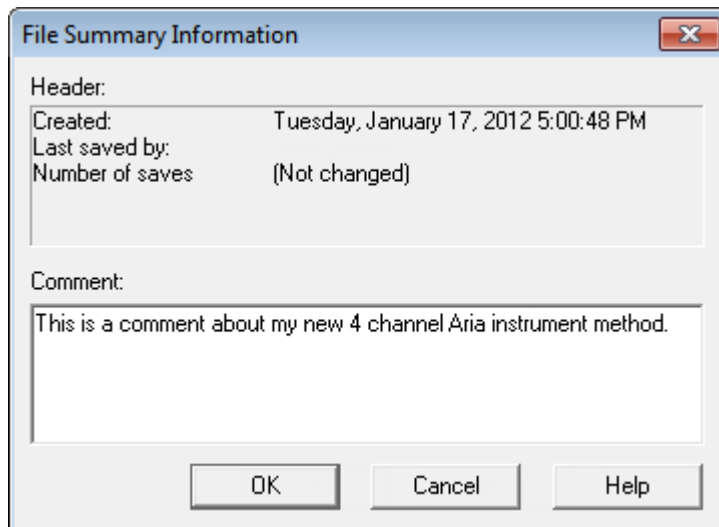 File Summary Information
Header:
Created: Tuesday, January 17, 2012 5:00:48 PM
Last saved by:
Number of saves (Not changed)
Comment:
This is a comment about my new 4 channel Aria instrument method.
OK Cancel Help